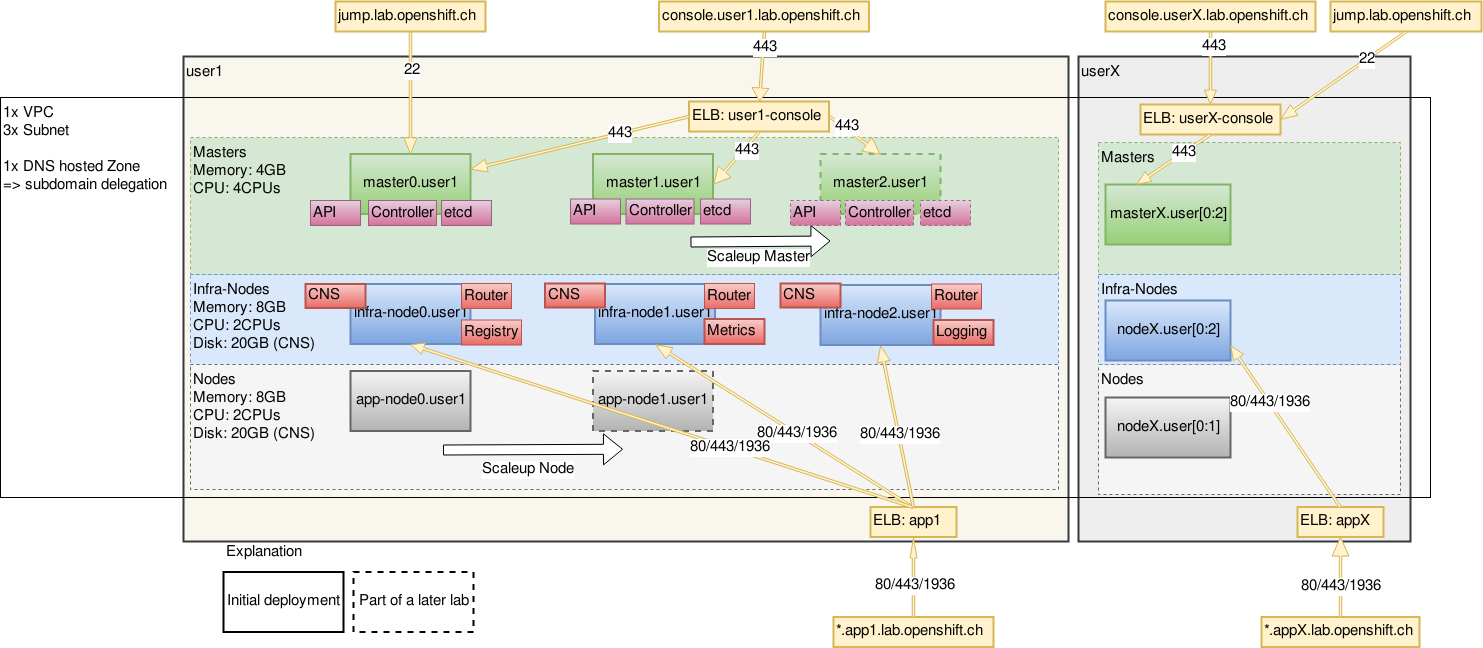 jump.lab.openshift.ch
console.user1.lab.openshift.ch
console.userX.lab.openshift.ch
jump.lab.openshift.ch
22
443
443
22
user1
userX
1x VPC
3x Subnet
1x DNS hosted Zone
=> subdomain delegation
ELB: user1-console
443
443
443
ELB: userX-console
443
Masters
Memory: 4GB
CPU: 4CPUs
master0.user1
API
Controller
etcd
master1.user1
API
Controller
etcd
master2.user1
API
Controller
etcd
Scaleup Master
Masters
masterX.user[0:2]
Infra-Nodes
Memory: 8GB
CPU: 2CPUs
Disk: 20GB (CNS)
CNS
Router
infra-node0.user1
Registry
CNS
Router
infra-node1.user1
Metrics
CNS
Router
infra-node2.user1
Logging
Infra-Nodes
nodeX.user[0:2]
Nodes
Memory: 8GB
CPU: 2CPUs
Disk: 20GB (CNS)
app-node0.user1
app-node1.user1
Scaleup Node
80/443/1936
80/443/1936
80/443/1936
Nodes
nodeX.user[0:1]
80/443/1936
ELB: app1
ELB: appX
80/443/1936
80/443/1936
*.app1.lab.openshift.ch
*.appX.lab.openshift.ch
Explanation
Initial deployment
Part of a later lab